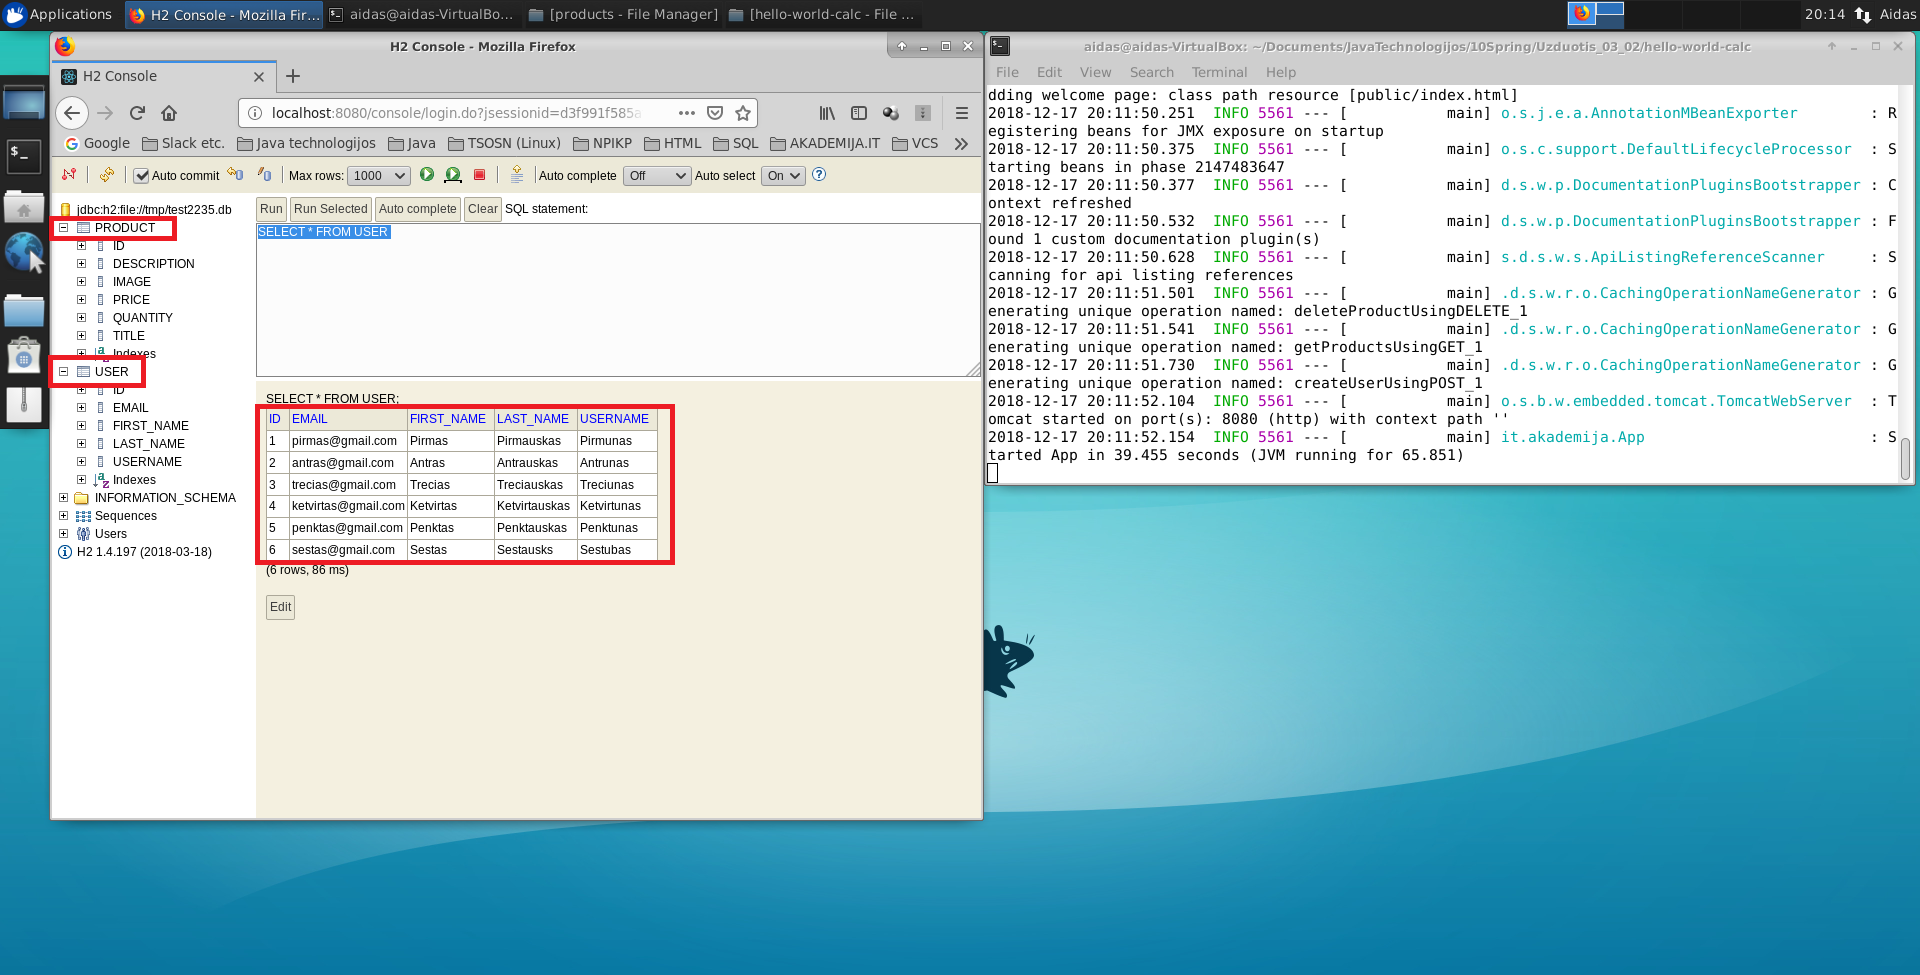 Applications
H2 Console - Mozilla Fir...
aidas@aidas-VirtualBo...
[products - File Manager]
[hello-world-calc - File ...
20:14
Aidas
H2 Console - Mozilla Firefox
H2 Console
localhost:8080/console/login.do?jsessionid=d3f991f585a
Google
Slack etc.
Java technologijos
Java
TSOSN (Linux)
NPIKP
HTML
SQL
AKADEMIJA.IT
VCS
Auto commit
Max rows: 1000
Auto complete Off
Auto select On
jdbc:h2:file://tmp/test2235.db
PRODUCT
ID
DESCRIPTION
IMAGE
PRICE
QUANTITY
TITLE
Indexes
USER
ID
EMAIL
FIRST_NAME
LAST_NAME
USERNAME
Indexes
INFORMATION_SCHEMA
Sequences
Users
H2 1.4.197 (2018-03-18)
Run Run Selected Auto complete Clear SQL statement:
SELECT * FROM USER
SELECT * FROM USER;
ID EMAIL FIRST_NAME LAST_NAME USERNAME
1 pirmas@gmail.com Pirmas Pirmauskas Pirmunas
2 antras@gmail.com Antras Antrauskas Antrunas
3 trecias@gmail.com Trecias Treciauskas Treciunas
4 ketvirtas@gmail.com Ketvirtas Ketvirtauskas Ketvirtunas
5 penktas@gmail.com Penktas Penktauskas Penktunas
6 sestas@gmail.com Sestas Sestausks Sestubas
(6 rows, 86 ms)
Edit
aidas@aidas-VirtualBox: ~/Documents/JavaTechnologijos/10Spring/Uzduotis_03_02/hello-world-calc
File Edit View Search Terminal Help
dding welcome page: class path resource [public/index.html]
2018-12-17 20:11:50.251 INFO 5561 --- [ main] o.s.j.e.a.AnnotationMBeanExporter : R
egistering beans for JMX exposure on startup
2018-12-17 20:11:50.375 INFO 5561 --- [ main] o.s.c.support.DefaultLifecycleProcessor : S
tarting beans in phase 2147483647
2018-12-17 20:11:50.377 INFO 5561 --- [ main] d.s.w.p.DocumentationPluginsBootstrapper : C
ontext refreshed
2018-12-17 20:11:50.532 INFO 5561 --- [ main] d.s.w.p.DocumentationPluginsBootstrapper : F
ound 1 custom documentation plugin(s)
2018-12-17 20:11:50.628 INFO 5561 --- [ main] s.d.s.w.s.ApiListingReferenceScanner : S
canning for api listing references
2018-12-17 20:11:51.501 INFO 5561 --- [ main] .d.s.w.r.o.CachingOperationNameGenerator : G
enerating unique operation named: deleteProductUsingDELETE_1
2018-12-17 20:11:51.541 INFO 5561 --- [ main] .d.s.w.r.o.CachingOperationNameGenerator : G
enerating unique operation named: getProductsUsingGET_1
2018-12-17 20:11:51.730 INFO 5561 --- [ main] .d.s.w.r.o.CachingOperationNameGenerator : G
enerating unique operation named: createUserUsingPOST_1
2018-12-17 20:11:52.104 INFO 5561 --- [ main] o.s.b.w.embedded.tomcat.TomcatWebServer : T
omcat started on port(s): 8080 (http) with context path ''
2018-12-17 20:11:52.154 INFO 5561 --- [ main] it.akademija.App : S
tarted App in 39.455 seconds (JVM running for 65.851)